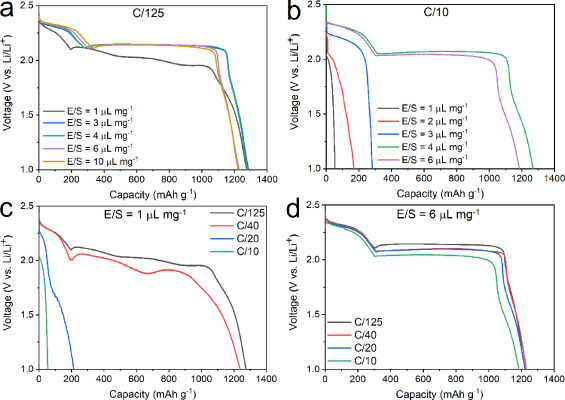 a
C/125
Voltage (V vs. Li/Li+)
2.5
2.0
1.5
1.0
E/S = 1 μL mg-1
E/S = 3 μL mg-1
E/S = 4 μL mg-1
E/S = 6 μL mg-1
E/S = 10 μL mg-1
0 200 400 600 800 1000 1200 1400
Capacity (mAh g-1)
b
C/10
Voltage (V vs. Li/Li+)
2.5
2.0
1.5
1.0
E/S = 1 μL mg-1
E/S = 2 μL mg-1
E/S = 3 μL mg-1
E/S = 4 μL mg-1
E/S = 6 μL mg-1
0 200 400 600 800 1000 1200 1400
Capacity (mAh g-1)
c
E/S = 1 μL mg-1
Voltage (V vs. Li/Li+)
2.5
2.0
1.5
1.0
C/125
C/40
C/20
C/10
0 200 400 600 800 1000 1200 1400
Capacity (mAh g-1)
d
E/S = 6 μL mg-1
Voltage (V vs. Li/Li+)
2.5
2.0
1.5
1.0
C/125
C/40
C/20
C/10
0 200 400 600 800 1000 1200 1400
Capacity (mAh g-1)